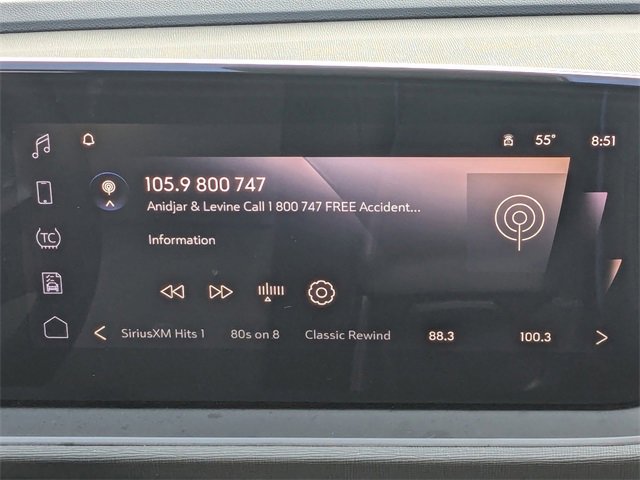 55° 8:51
105.9 800 747
Anidjar & Levine Call 1 800 747 FREE Accident...
TC
Information
SiriusXM Hits 1 80s on 8 Classic Rewind 88.3 100.3